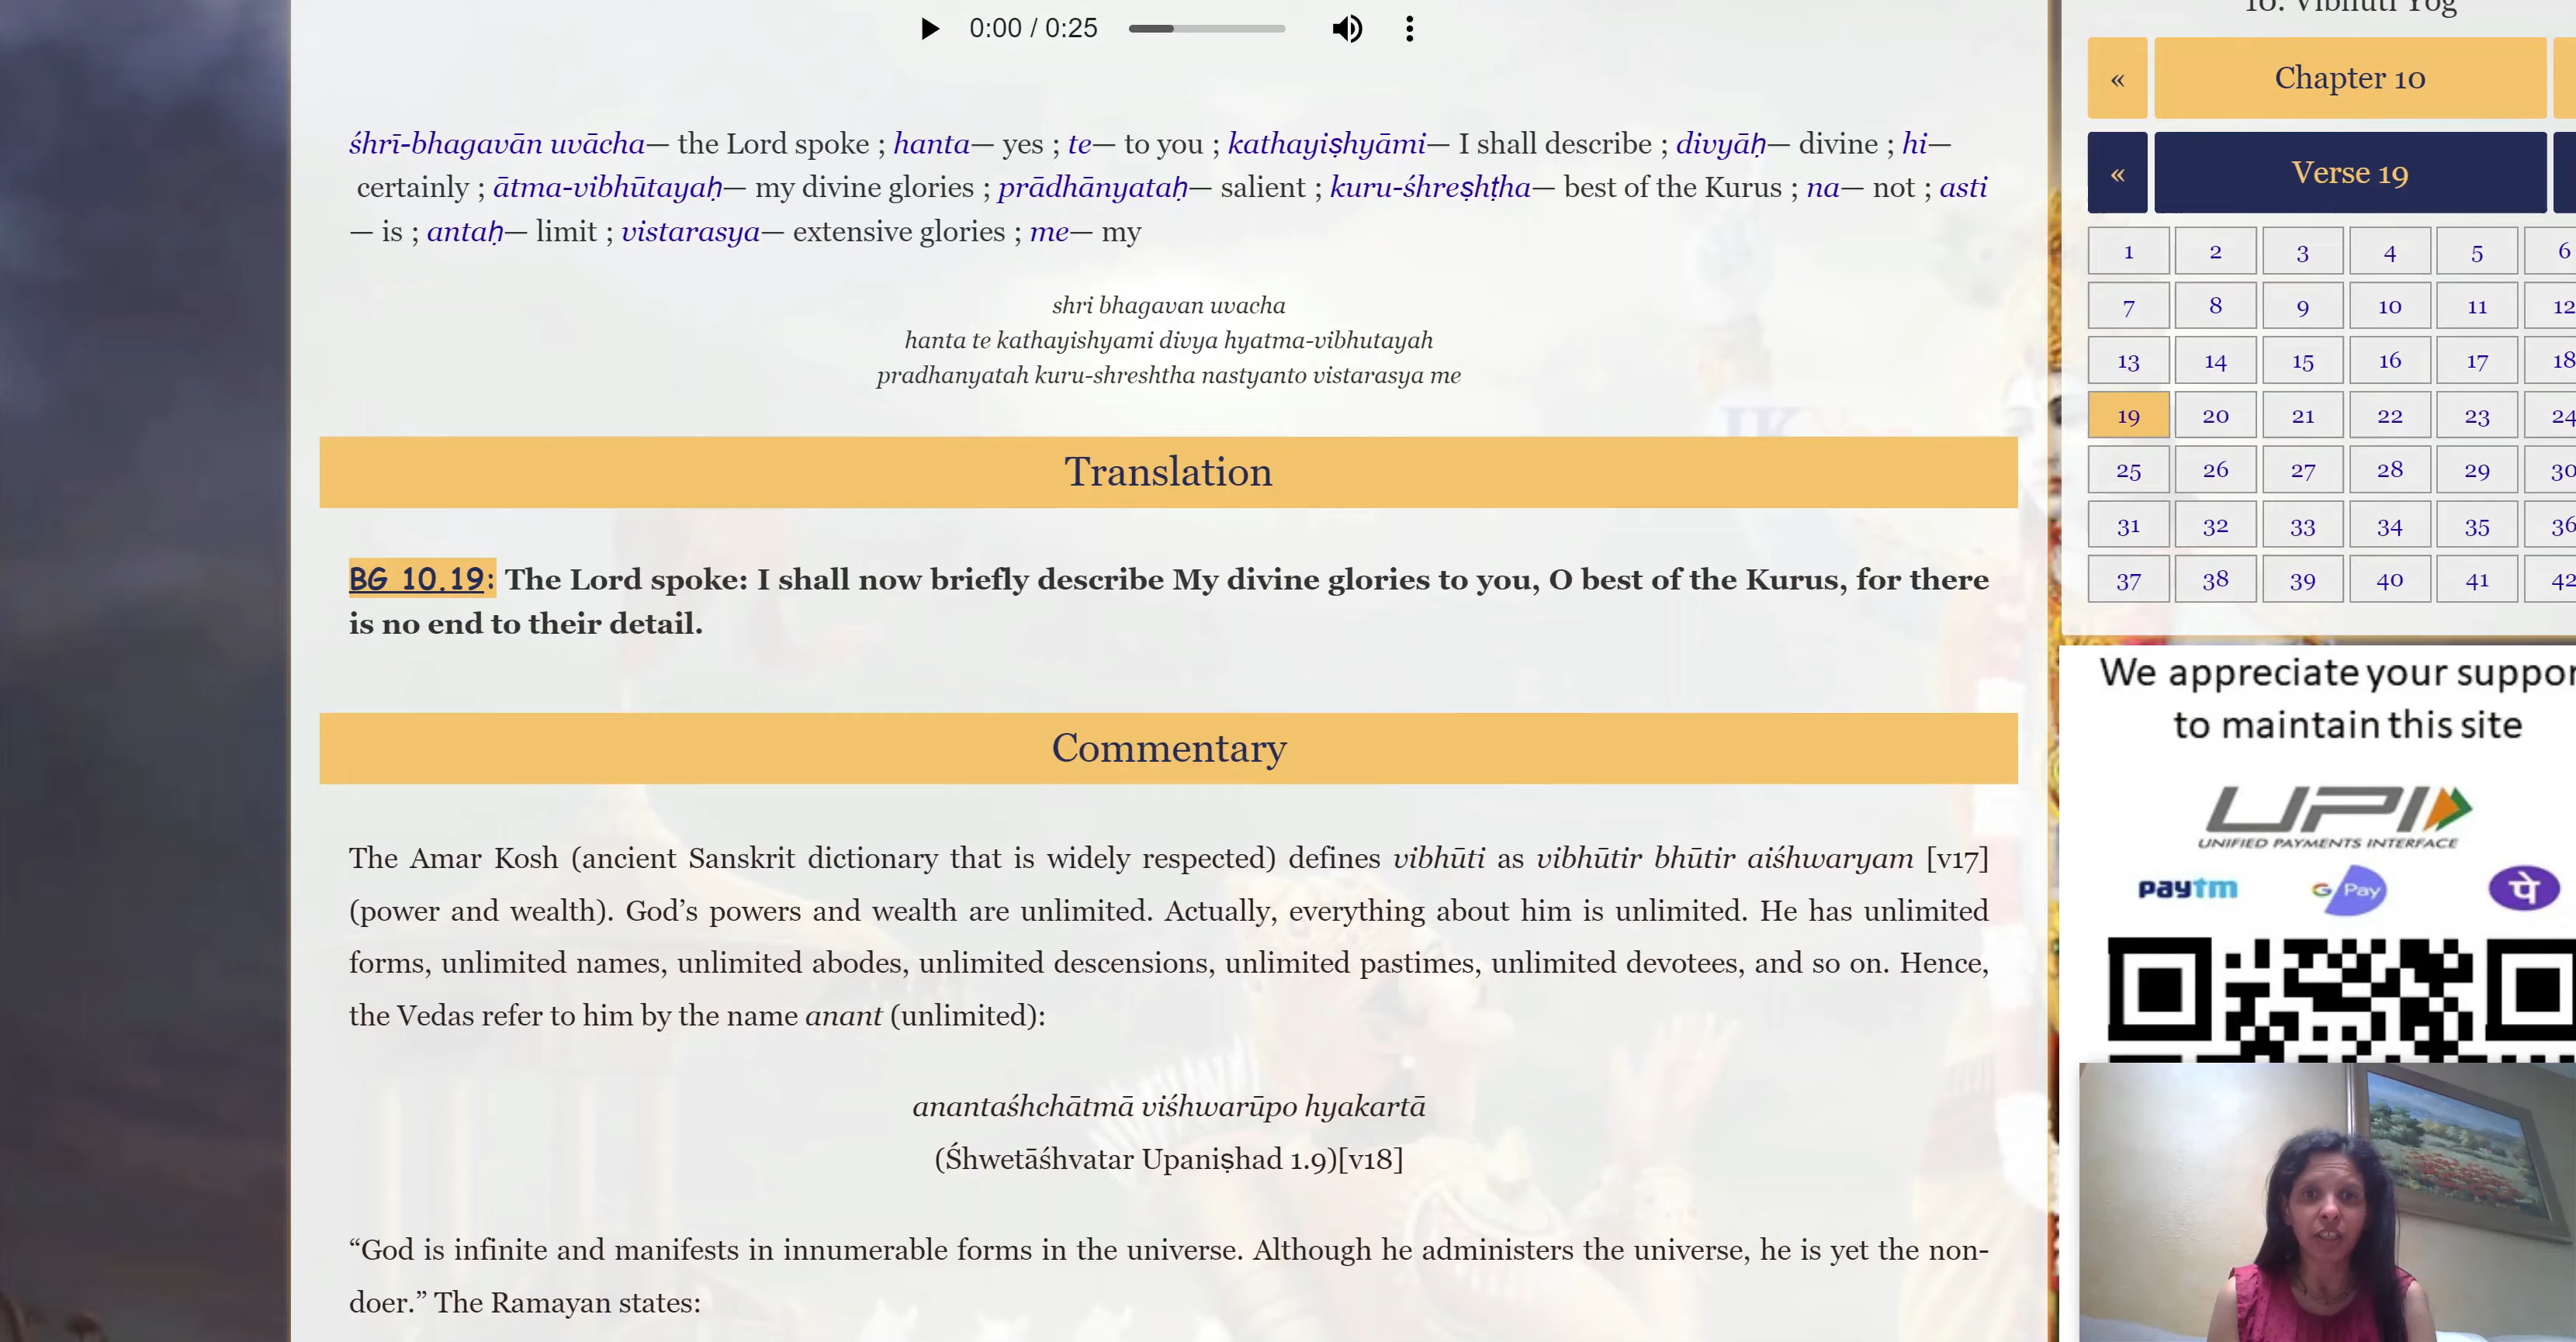 0:00 / 0:25
śhrī-bhagavān uvācha— the Lord spoke ; hanta— yes ; te— to you ; kathayiṣhyāmi— I shall describe ; divyāḥ— divine ; hi—
certainly ; ātma-vibhūtayaḥ— my divine glories ; prādhānyataḥ— salient ; kuru-śhreṣhṭha— best of the Kurus ; na— not ; asti
— is ; antaḥ— limit ; vistarasya— extensive glories ; me— my
shri bhagavan uvacha
hanta te kathayishyami divya hyatma-vibhutayah
pradhanyatah kuru-shreshtha nastyanto vistarasya me
Translation
BG 10.19: The Lord spoke: I shall now briefly describe My divine glories to you, O best of the Kurus, for there
is no end to their detail.
Commentary
The Amar Kosh (ancient Sanskrit dictionary that is widely respected) defines vibhūti as vibhūtir bhūtir aiśhwaryam [v17]
(power and wealth). God’s powers and wealth are unlimited. Actually, everything about him is unlimited. He has unlimited
forms, unlimited names, unlimited abodes, unlimited descensions, unlimited pastimes, unlimited devotees, and so on. Hence,
the Vedas refer to him by the name anant (unlimited):
anantaśhchātmā viśhwarūpo hyakartā
(Śhwetāśhvatar Upaniṣhad 1.9)[v18]
“God is infinite and manifests in innumerable forms in the universe. Although he administers the universe, he is yet the non-
doer.” The Ramayan states:
10. Vibhuti Yog
« Chapter 10
« Verse 19
1 2 3 4 5 6
7 8 9 10 11 12
13 14 15 16 17 18
19 20 21 22 23 24
25 26 27 28 29 30
31 32 33 34 35 36
37 38 39 40 41 42
We appreciate your suppor
to maintain this site
UPI
UNIFIED PAYMENTS INTERFACE
paytm G Pay पे